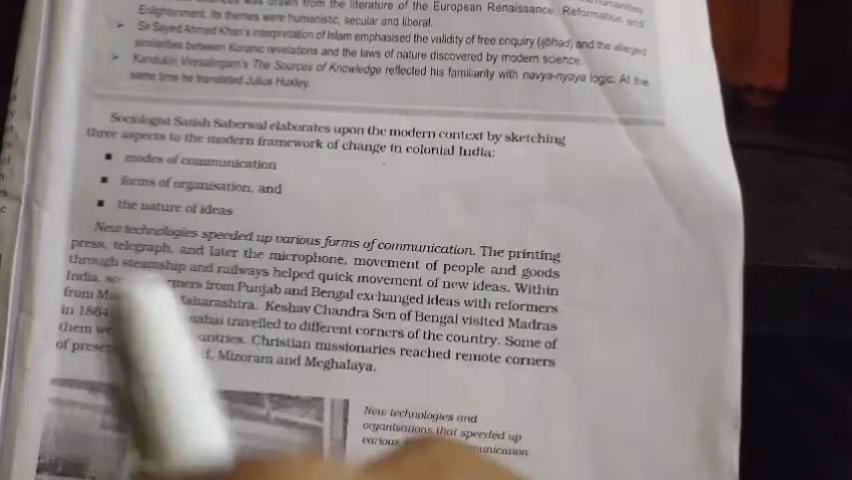 was drawn from the literature of the European Renaissance, Reformation and
Enlightenment. Its themes were humanistic, secular and liberal.
➢ Sir Sayed Ahmed Khan's interpretation of Islam emphasised the validity of free enquiry (ijtihad) and the alleged
similarities between Koranic revelations and the laws of nature discovered by modern science.
➢ Kandukiri Viresalingam's The Sources of Knowledge reflected his familiarity with navya-nyaya logic. At the
same time he translated Julius Huxley.
Sociologist Satish Saberwal elaborates upon the modern context by sketching
three aspects to the modern framework of change in colonial India:
■ modes of communication
■ forms of organisation, and
■ the nature of ideas
New technologies speeded up various forms of communication. The printing
press, telegraph, and later the microphone, movement of people and goods
through steamship and railways helped quick movement of new ideas. Within
India, from Punjab and Bengal exchanged ideas with reformers
from Maharashtra. Keshav Chandra Sen of Bengal visited Madras
in 1864 travelled to different corners of the country. Some of
them Christian missionaries reached remote corners
of Mizoram and Meghalaya.
New technologies and
organisations that speeded up
various